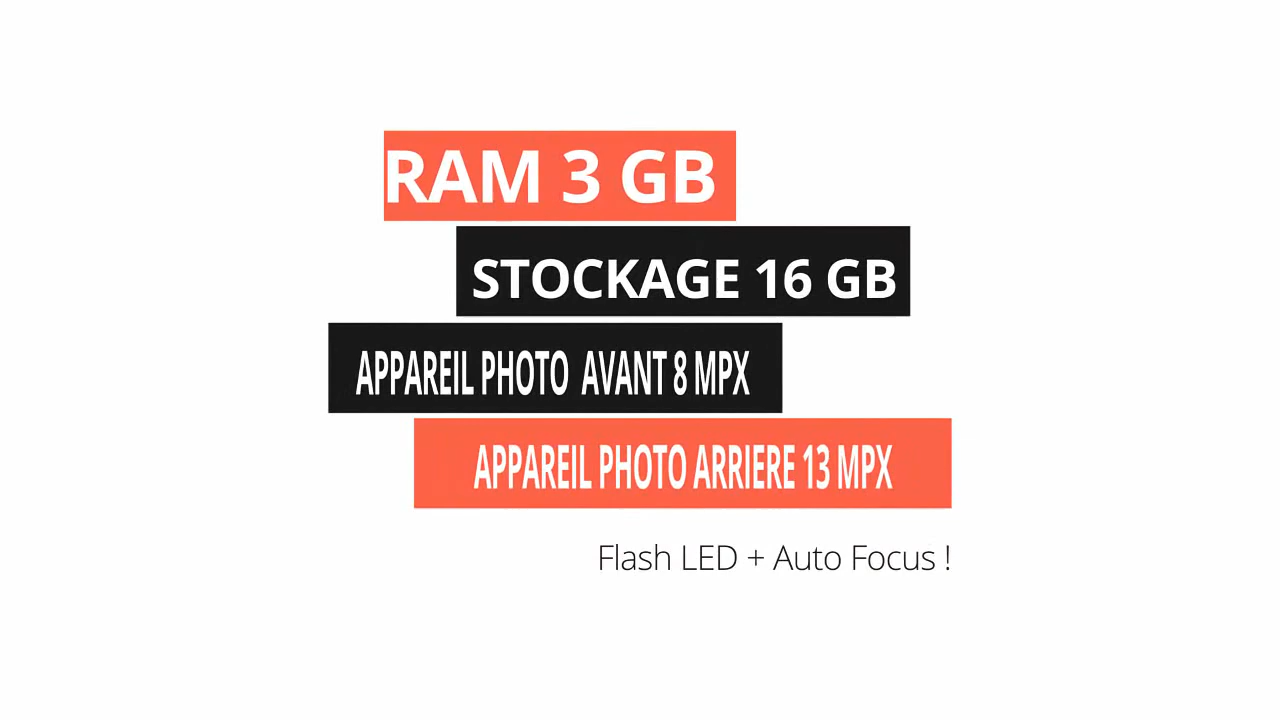 RAM 3 GB
STOCKAGE 16 GB
APPAREIL PHOTO AVANT 8 MPX
APPAREIL PHOTO ARRIERE 13 MPX
Flash LED + Auto Focus !